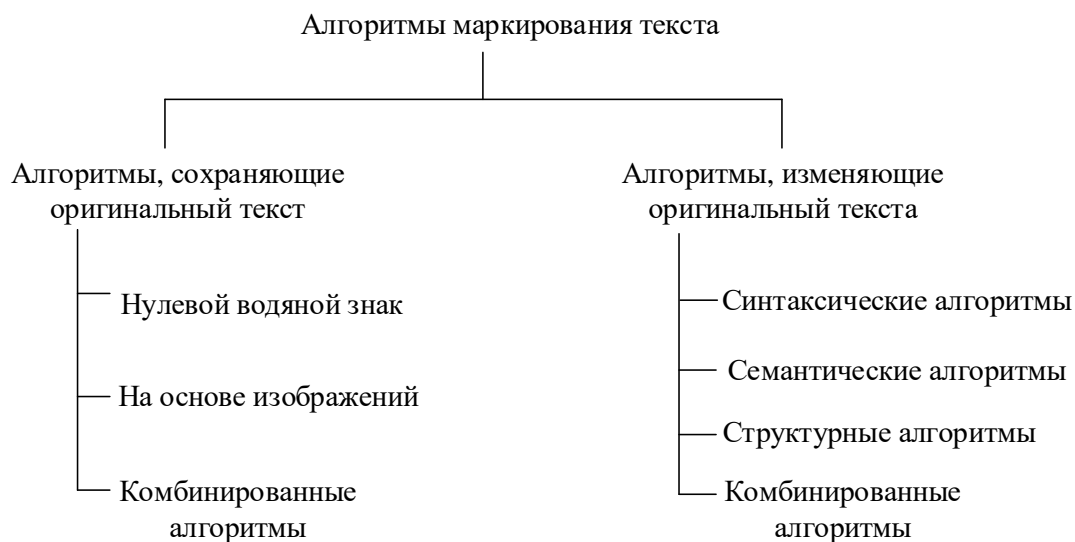 Алгоритмы маркирования текста
Алгоритмы, сохраняющие
оригинальный текст
Нулевой водяной знак
На основе изображений
Комбинированные
алгоритмы
Алгоритмы, изменяющие
оригинальный текста
Синтаксические алгоритмы
Семантические алгоритмы
Структурные алгоритмы
Комбинированные
алгоритмы